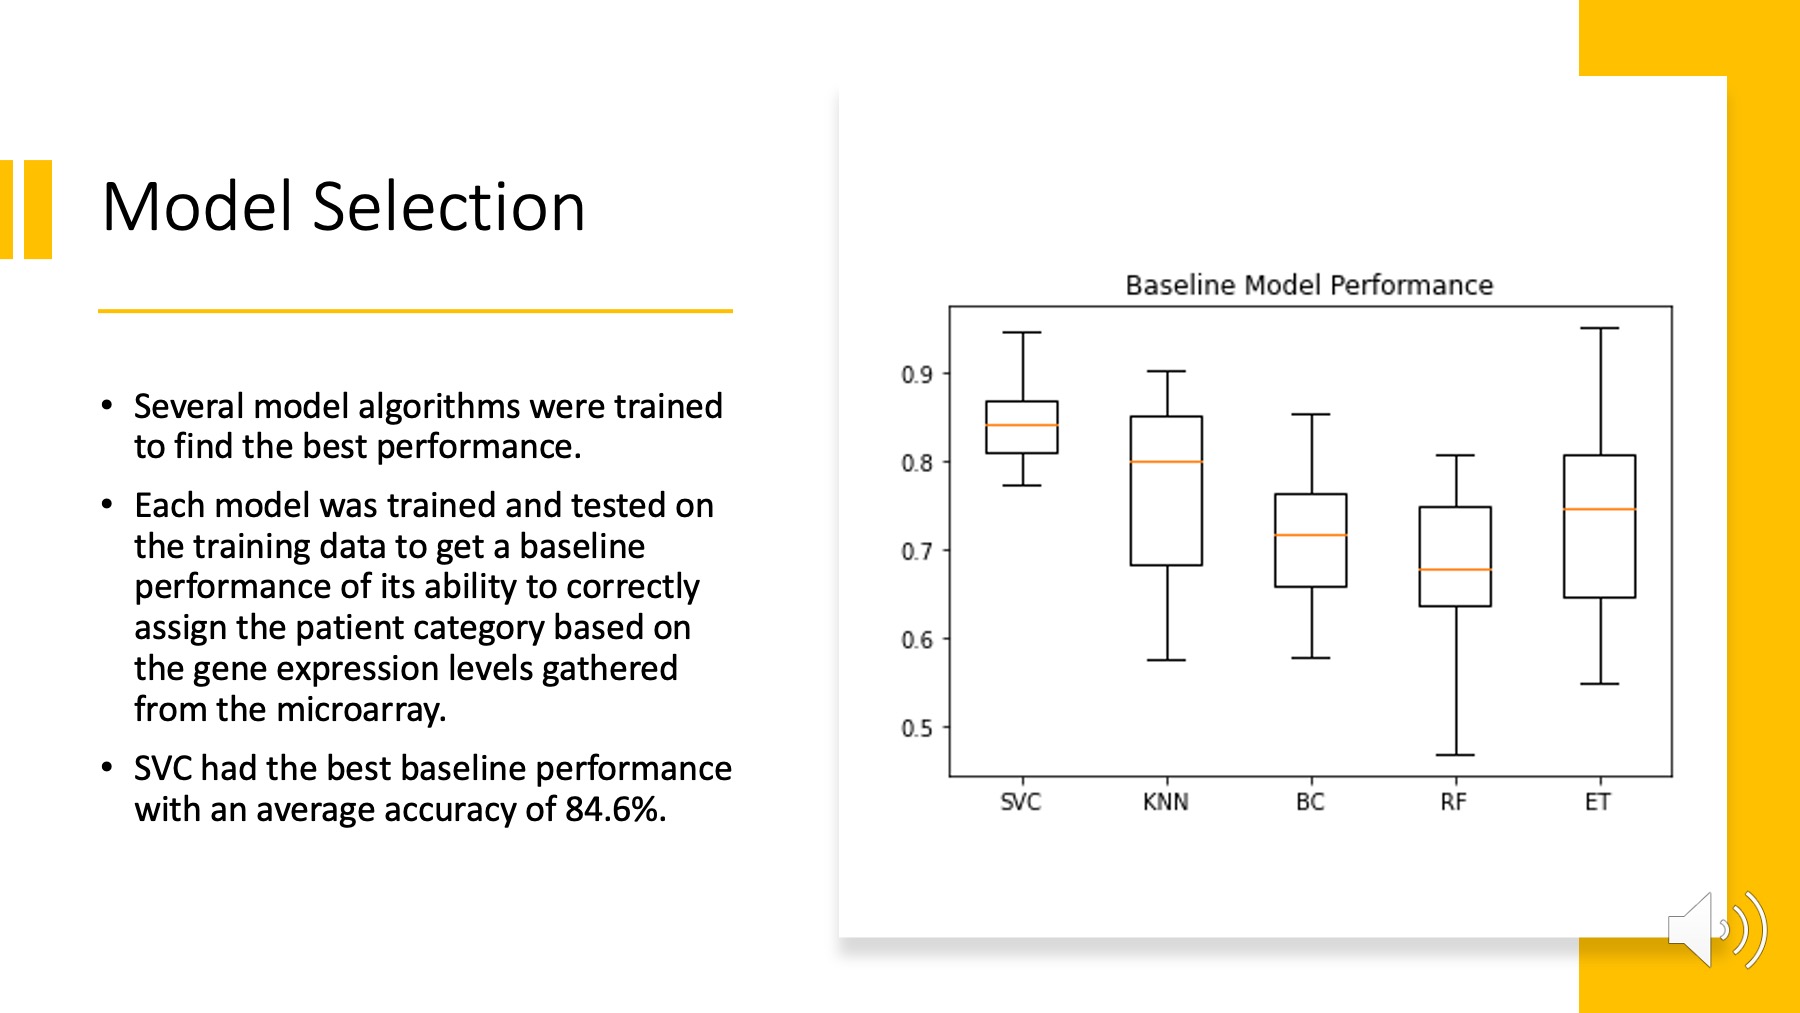 Model Selection
• Several model algorithms were trained
to find the best performance.
• Each model was trained and tested on
the training data to get a baseline
performance of its ability to correctly
assign the patient category based on
the gene expression levels gathered
from the microarray.
• SVC had the best baseline performance
with an average accuracy of 84.6%.
Baseline Model Performance
0.9
0.8
0.7
0.6
0.5
SVC KNN BC RF ET